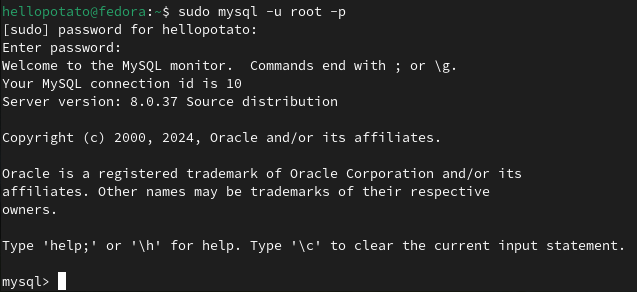 hellopotato@fedora:~$ sudo mysql -u root -p
[sudo] password for hellopotato:
Enter password:
Welcome to the MySQL monitor.  Commands end with ; or \g.
Your MySQL connection id is 10
Server version: 8.0.37 Source distribution

Copyright (c) 2000, 2024, Oracle and/or its affiliates.

Oracle is a registered trademark of Oracle Corporation and/or its
affiliates. Other names may be trademarks of their respective
owners.

Type 'help;' or '\h' for help. Type '\c' to clear the current input statement.

mysql>